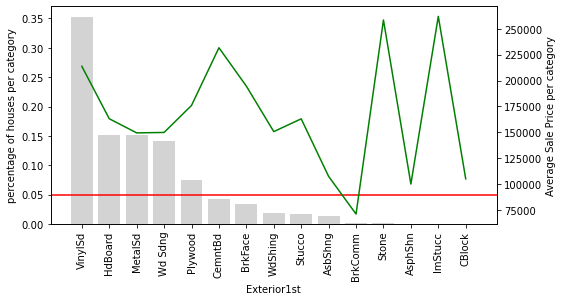 percentage of houses per category
0.35
0.30
0.25
0.20
0.15
0.10
0.05
0.00
250000
225000
200000
175000
150000
125000
100000
75000
Average Sale Price per category
VinylSd
HdBoard
MetalSd
Wd Sdng
Plywood
CemntBd
BrkFace
WdShing
Stucco
AsbShng
BrkComm
Stone
AsphShn
ImStucc
CBlock
Exterior1st